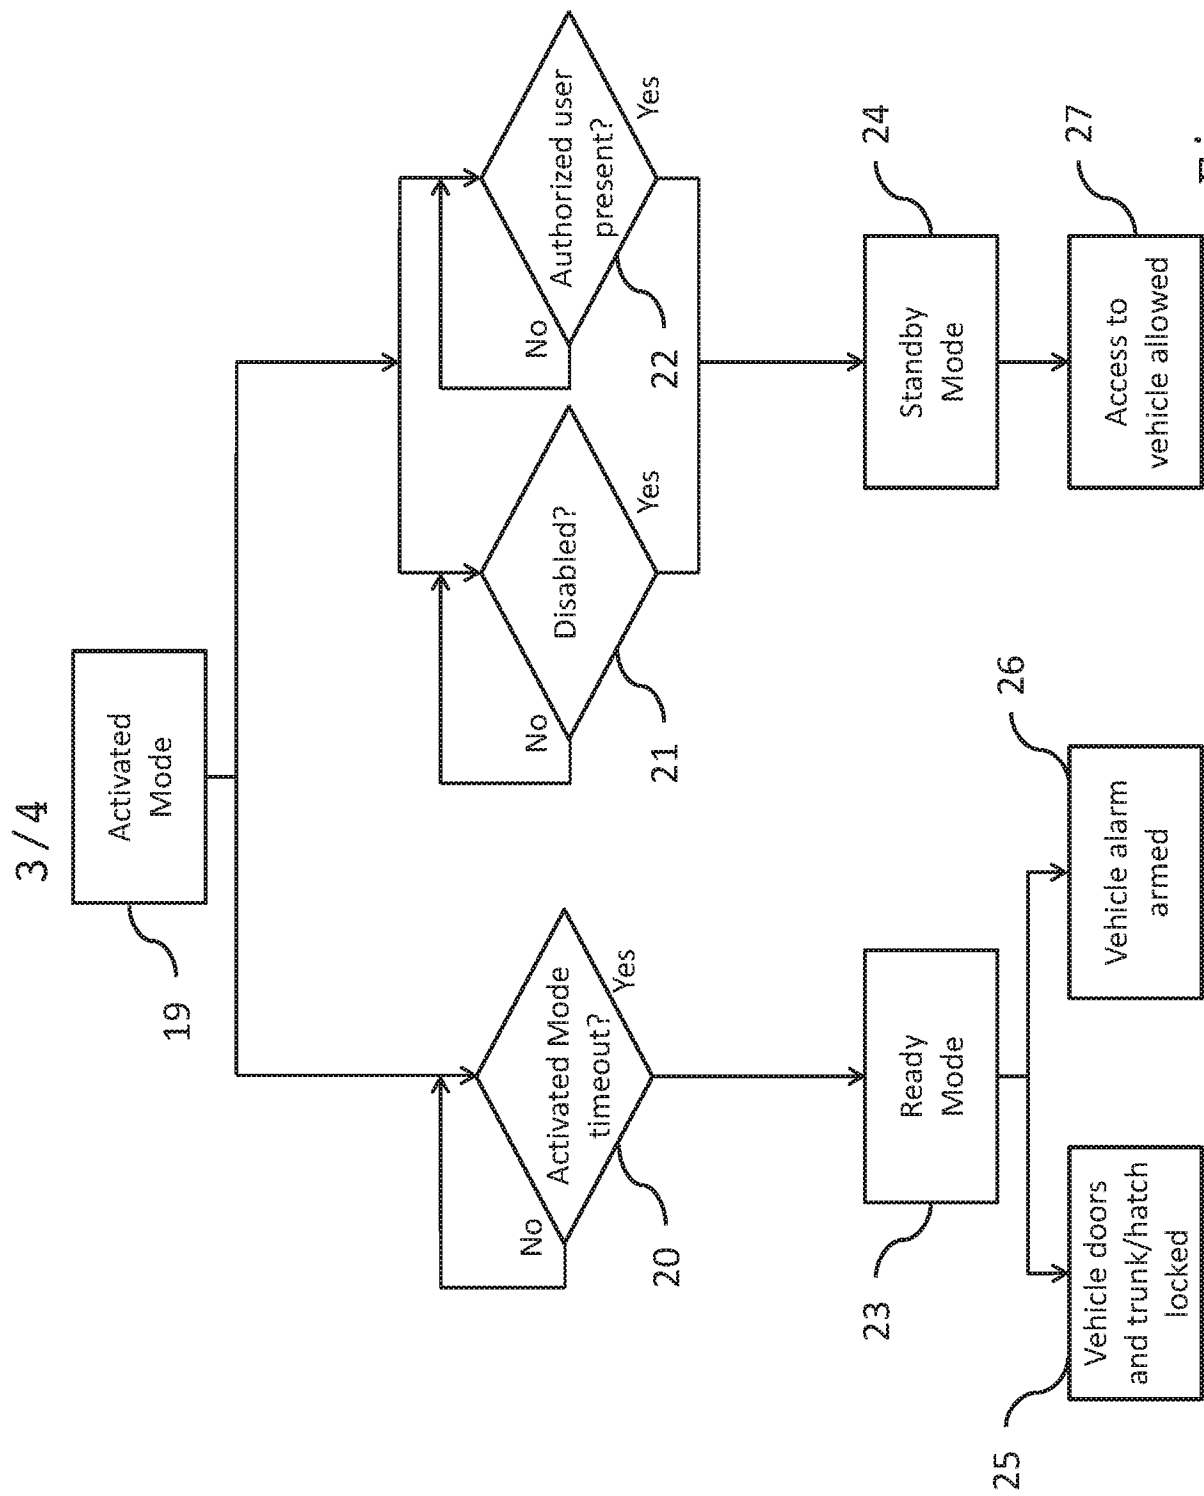 3/4
Activated
Mode
19
Activated Mode
timeout?
No
Yes
20
Disabled?
No
Yes
21
Authorized user
present?
No
Yes
22
Ready
Mode
23
Standby
Mode
24
Vehicle doors
and trunk/hatch
locked
25
Vehicle alarm
armed
26
Access to
vehicle allowed
27